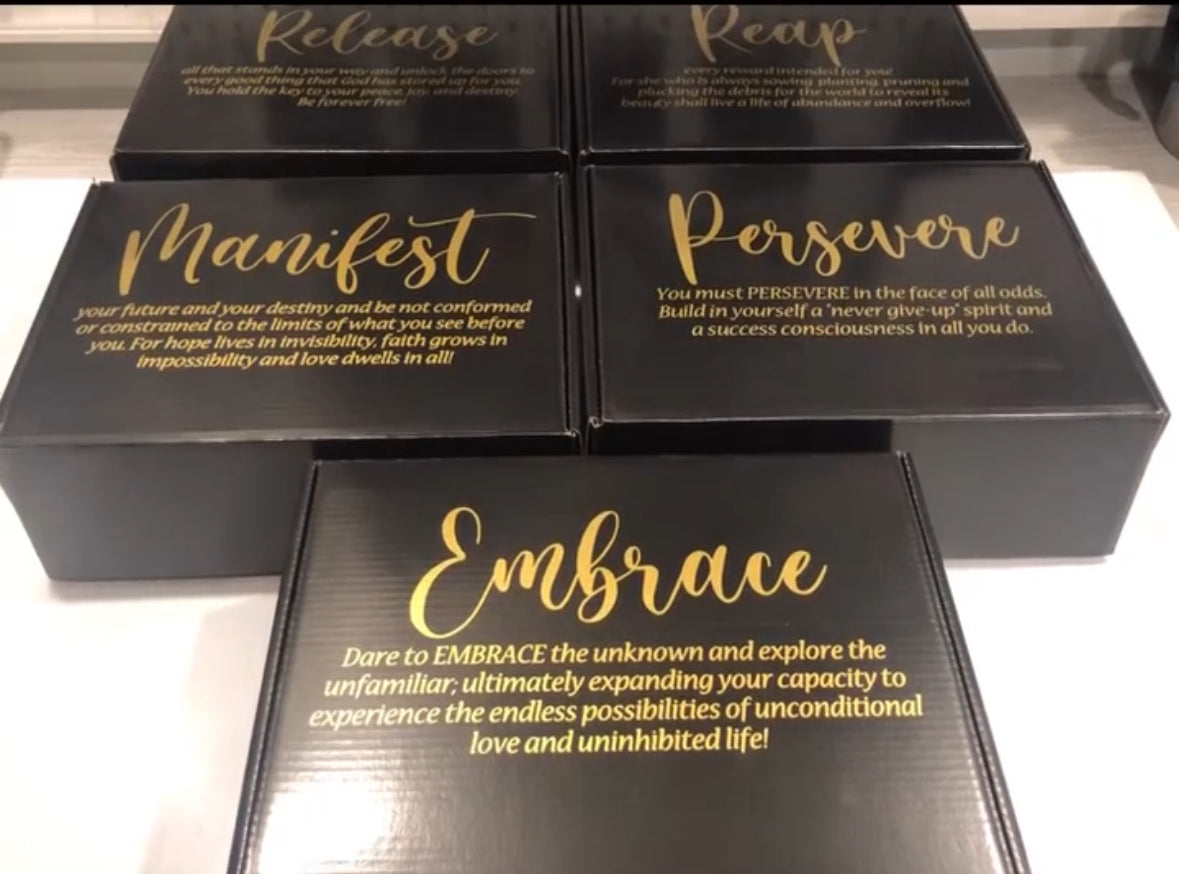 Release
all that stands in your way and unlock the doors to
every good thing that God has stored up for you.
You hold the key to your peace, joy, and destiny.
Be forever free!
Reap
every reward intended for you!
For she who is always sowing, planting, pruning and
plucking the debris for the world to reveal its
beauty shall live a life of abundance and overflow!
Manifest
your future and your destiny and be not conformed
or constrained to the limits of what you see before
you. For hope lives in invisibility, faith grows in
impossibility and love dwells in all!
Persevere
You must PERSEVERE in the face of all odds.
Build in yourself a "never give-up" spirit and
a success consciousness in all you do.
Embrace
Dare to EMBRACE the unknown and explore the
unfamiliar; ultimately expanding your capacity to
experience the endless possibilities of unconditional
love and uninhibited life!